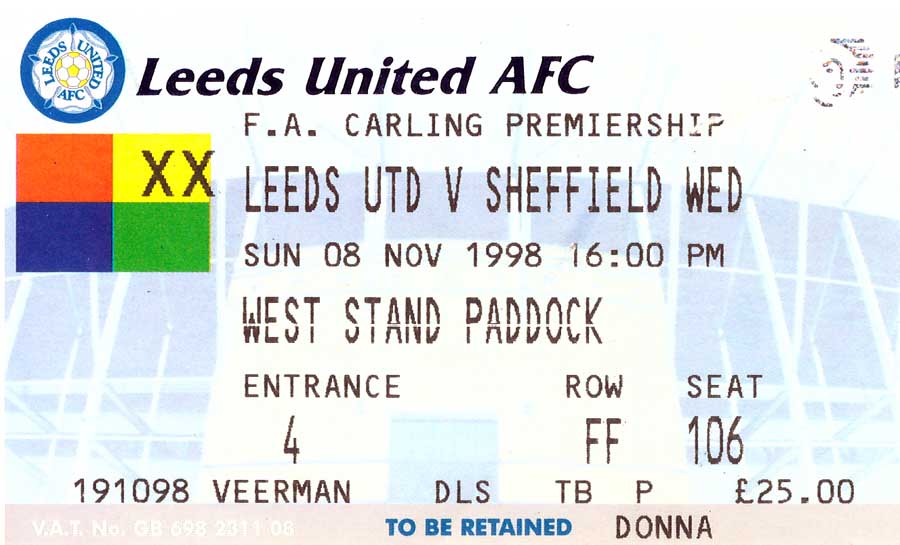 LEEDS UNITED AFC
Leeds United AFC
F.A. CARLING PREMIERSHIP
XX
LEEDS UTD V SHEFFIELD WED
SUN 08 NOV 1998 16:00 PM
WEST STAND PADDOCK
ENTRANCE ROW SEAT
4 FF 106
191098 VEERMAN DLS TB P £25.00
V.A.T. No. GB 698 2311 08 TO BE RETAINED DONNA